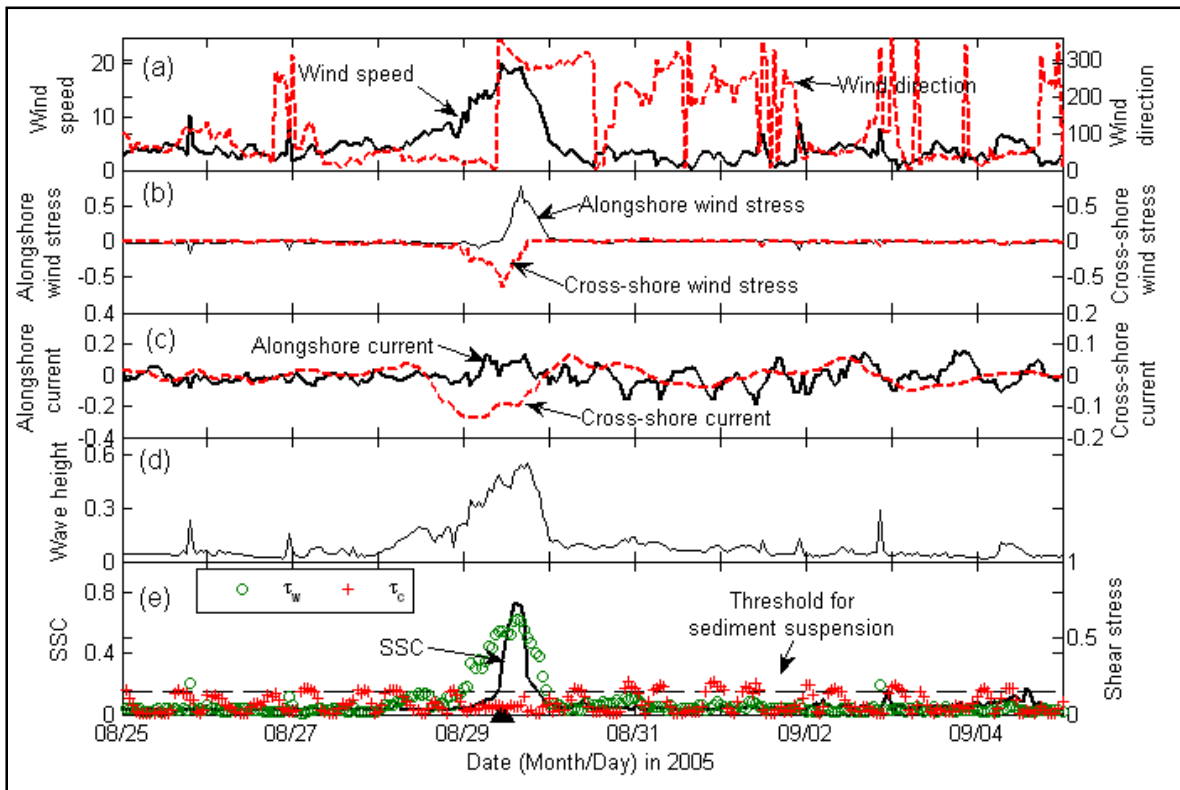 (a)
Wind speed
Wind direction
Wind
speed
20
10
0
300
200
100
0
Wind
direction
(b)
Alongshore wind stress
Cross-shore wind stress
Alongshore
wind stress
0.5
0
-0.5
0.5
0
-0.5
Cross-shore
wind stress
(c)
Alongshore current
Cross-shore current
Alongshore
current
0.4
0.2
0
-0.2
-0.4
0.2
0.1
0
-0.1
-0.2
Cross-shore
current
(d)
Wave height
0.6
0.3
0
(e)
τw
τc
SSC
Threshold for
sediment suspension
SSC
0.8
0.4
0
1
0.5
0
Shear stress
08/25
08/27
08/29
08/31
09/02
09/04
Date (Month/Day) in 2005